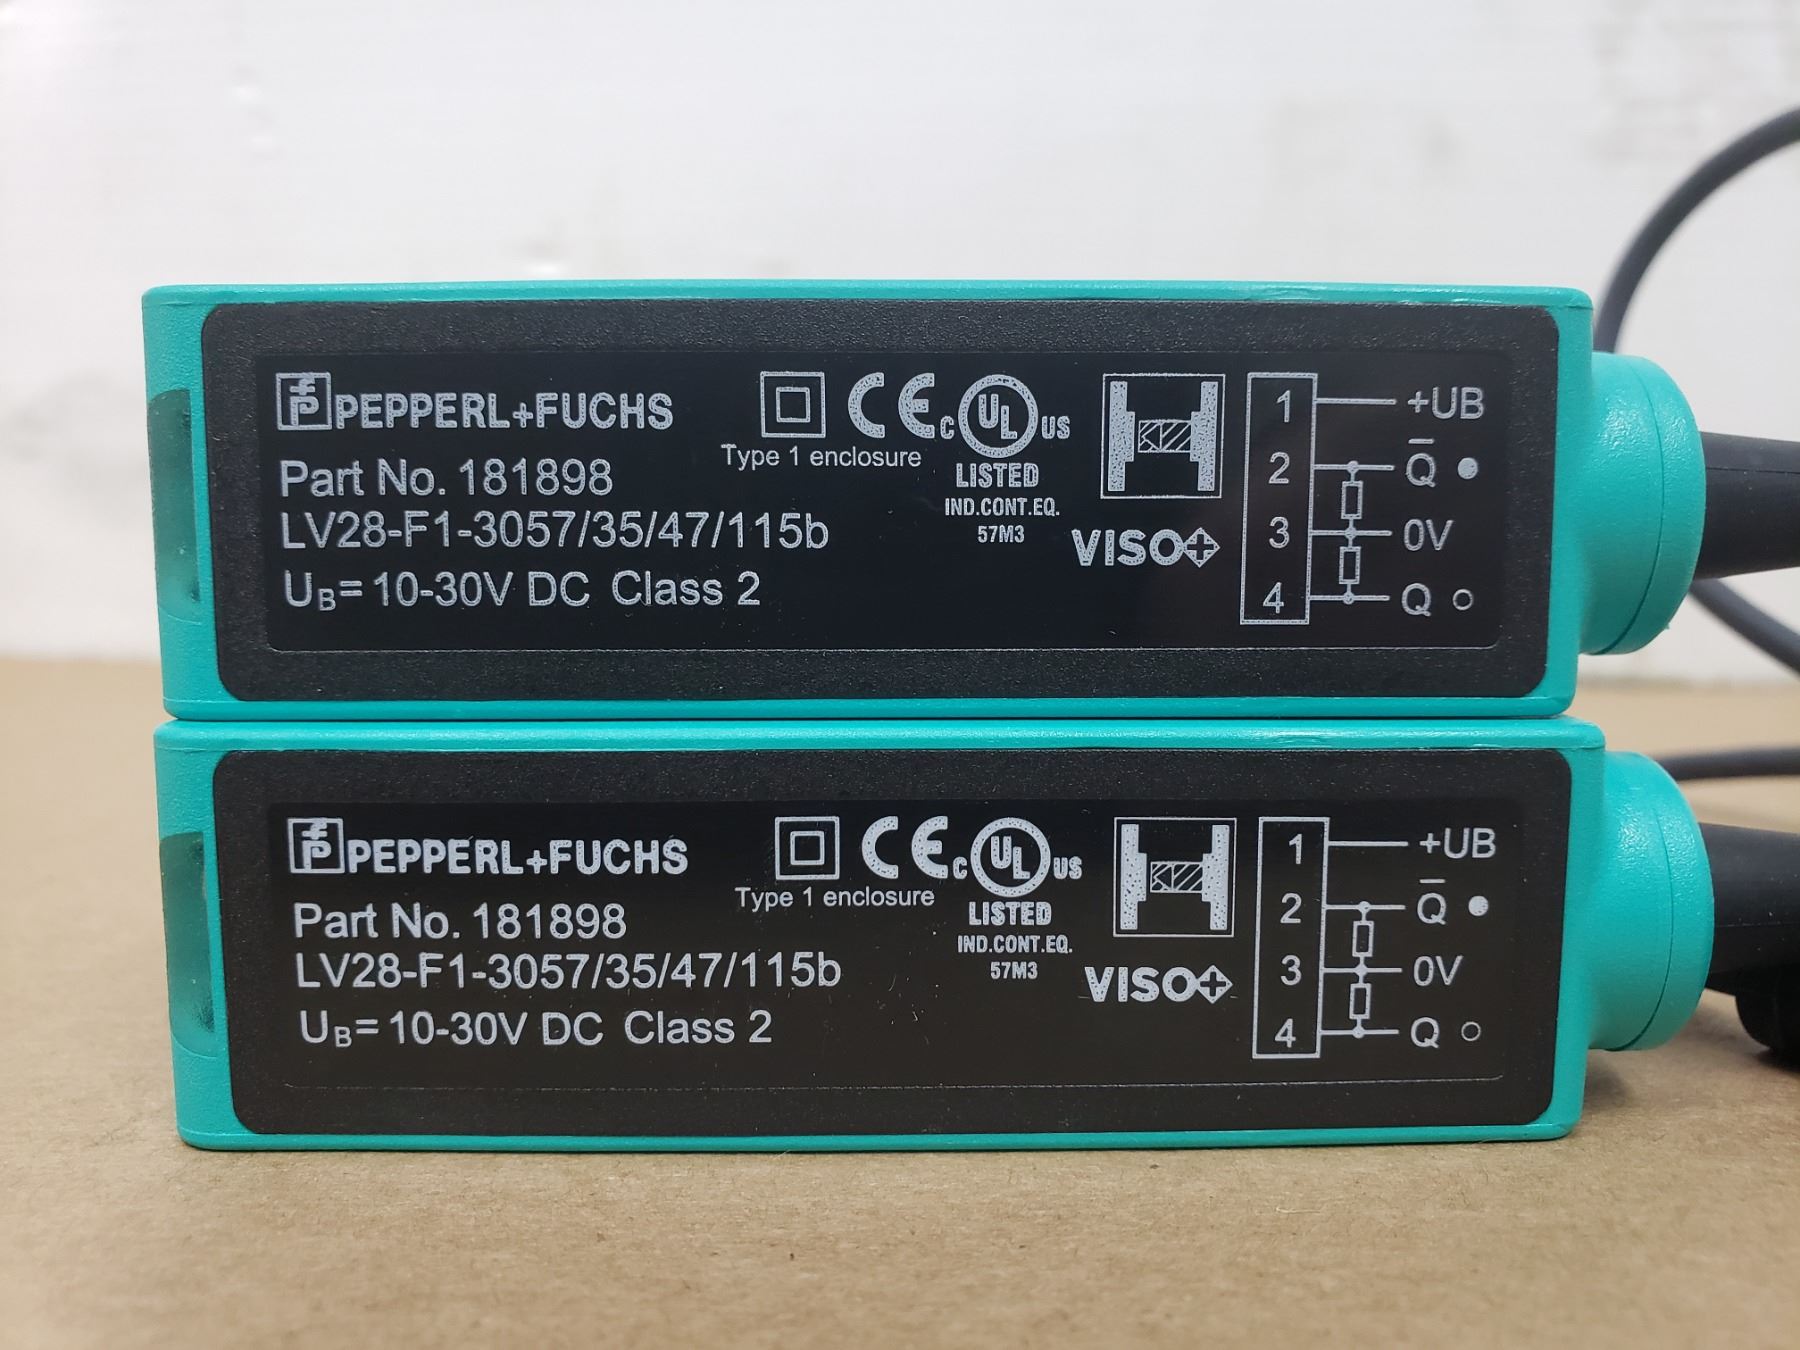 PEPPERL+FUCHS
Part No. 181898
LV28-F1-3057/35/47/115b
UB= 10-30V DC Class 2
Type 1 enclosure
CE
C UL US
LISTED
IND.CONT.EQ.
57M3
VISO+
1 +UB
2 Q̅ ●
3 0V
4 Q ○
PEPPERL+FUCHS
Part No. 181898
LV28-F1-3057/35/47/115b
UB= 10-30V DC Class 2
Type 1 enclosure
CE
C UL US
LISTED
IND.CONT.EQ.
57M3
VISO+
1 +UB
2 Q̅ ●
3 0V
4 Q ○